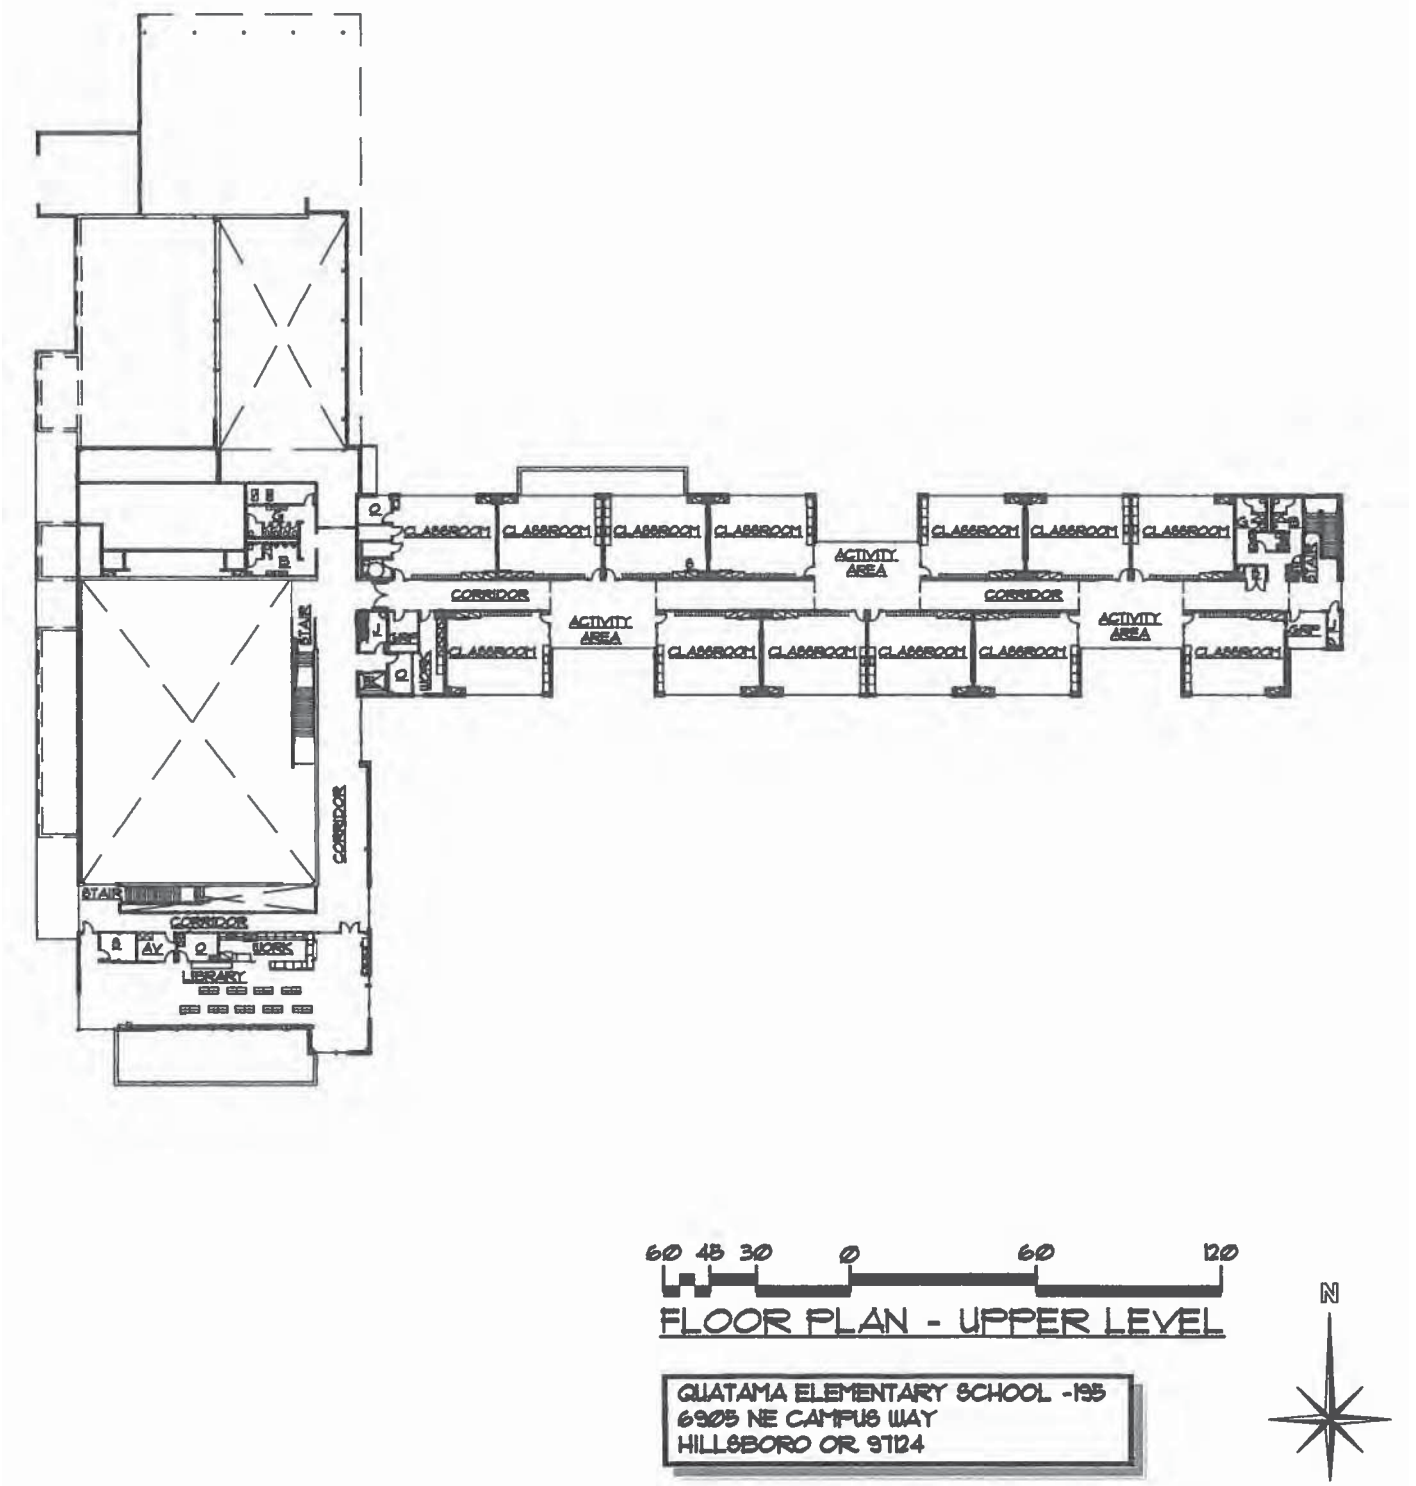 O
CLASSROOM
CLASSROOM
CLASSROOM
CLASSROOM
CLASSROOM
CLASSROOM
CLASSROOM
G
B
G
B
S
ACTIVITY
AREA
STAIR
CORRIDOR
CORRIDOR
STAIR
ACTIVITY
AREA
ACTIVITY
AREA
CLASSROOM
CLASSROOM
CLASSROOM
CLASSROOM
CLASSROOM
CLASSROOM
WORK
O
CORRIDOR
STAIR
CORRIDOR
S
AV
O
WORK
LIBRARY
60 45 30 0 60 120
FLOOR PLAN - UPPER LEVEL
N
QUATAMA ELEMENTARY SCHOOL -195
6905 NE CAMPUS WAY
HILLSBORO OR 97124